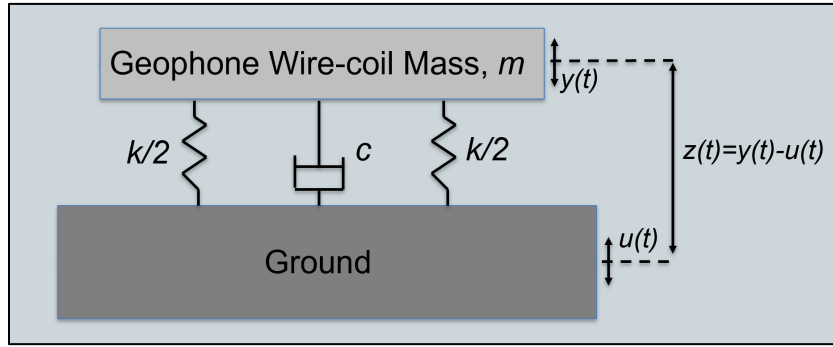 Geophone Wire-coil Mass, m
y(t)
k/2
c
k/2
z(t)=y(t)-u(t)
u(t)
Ground